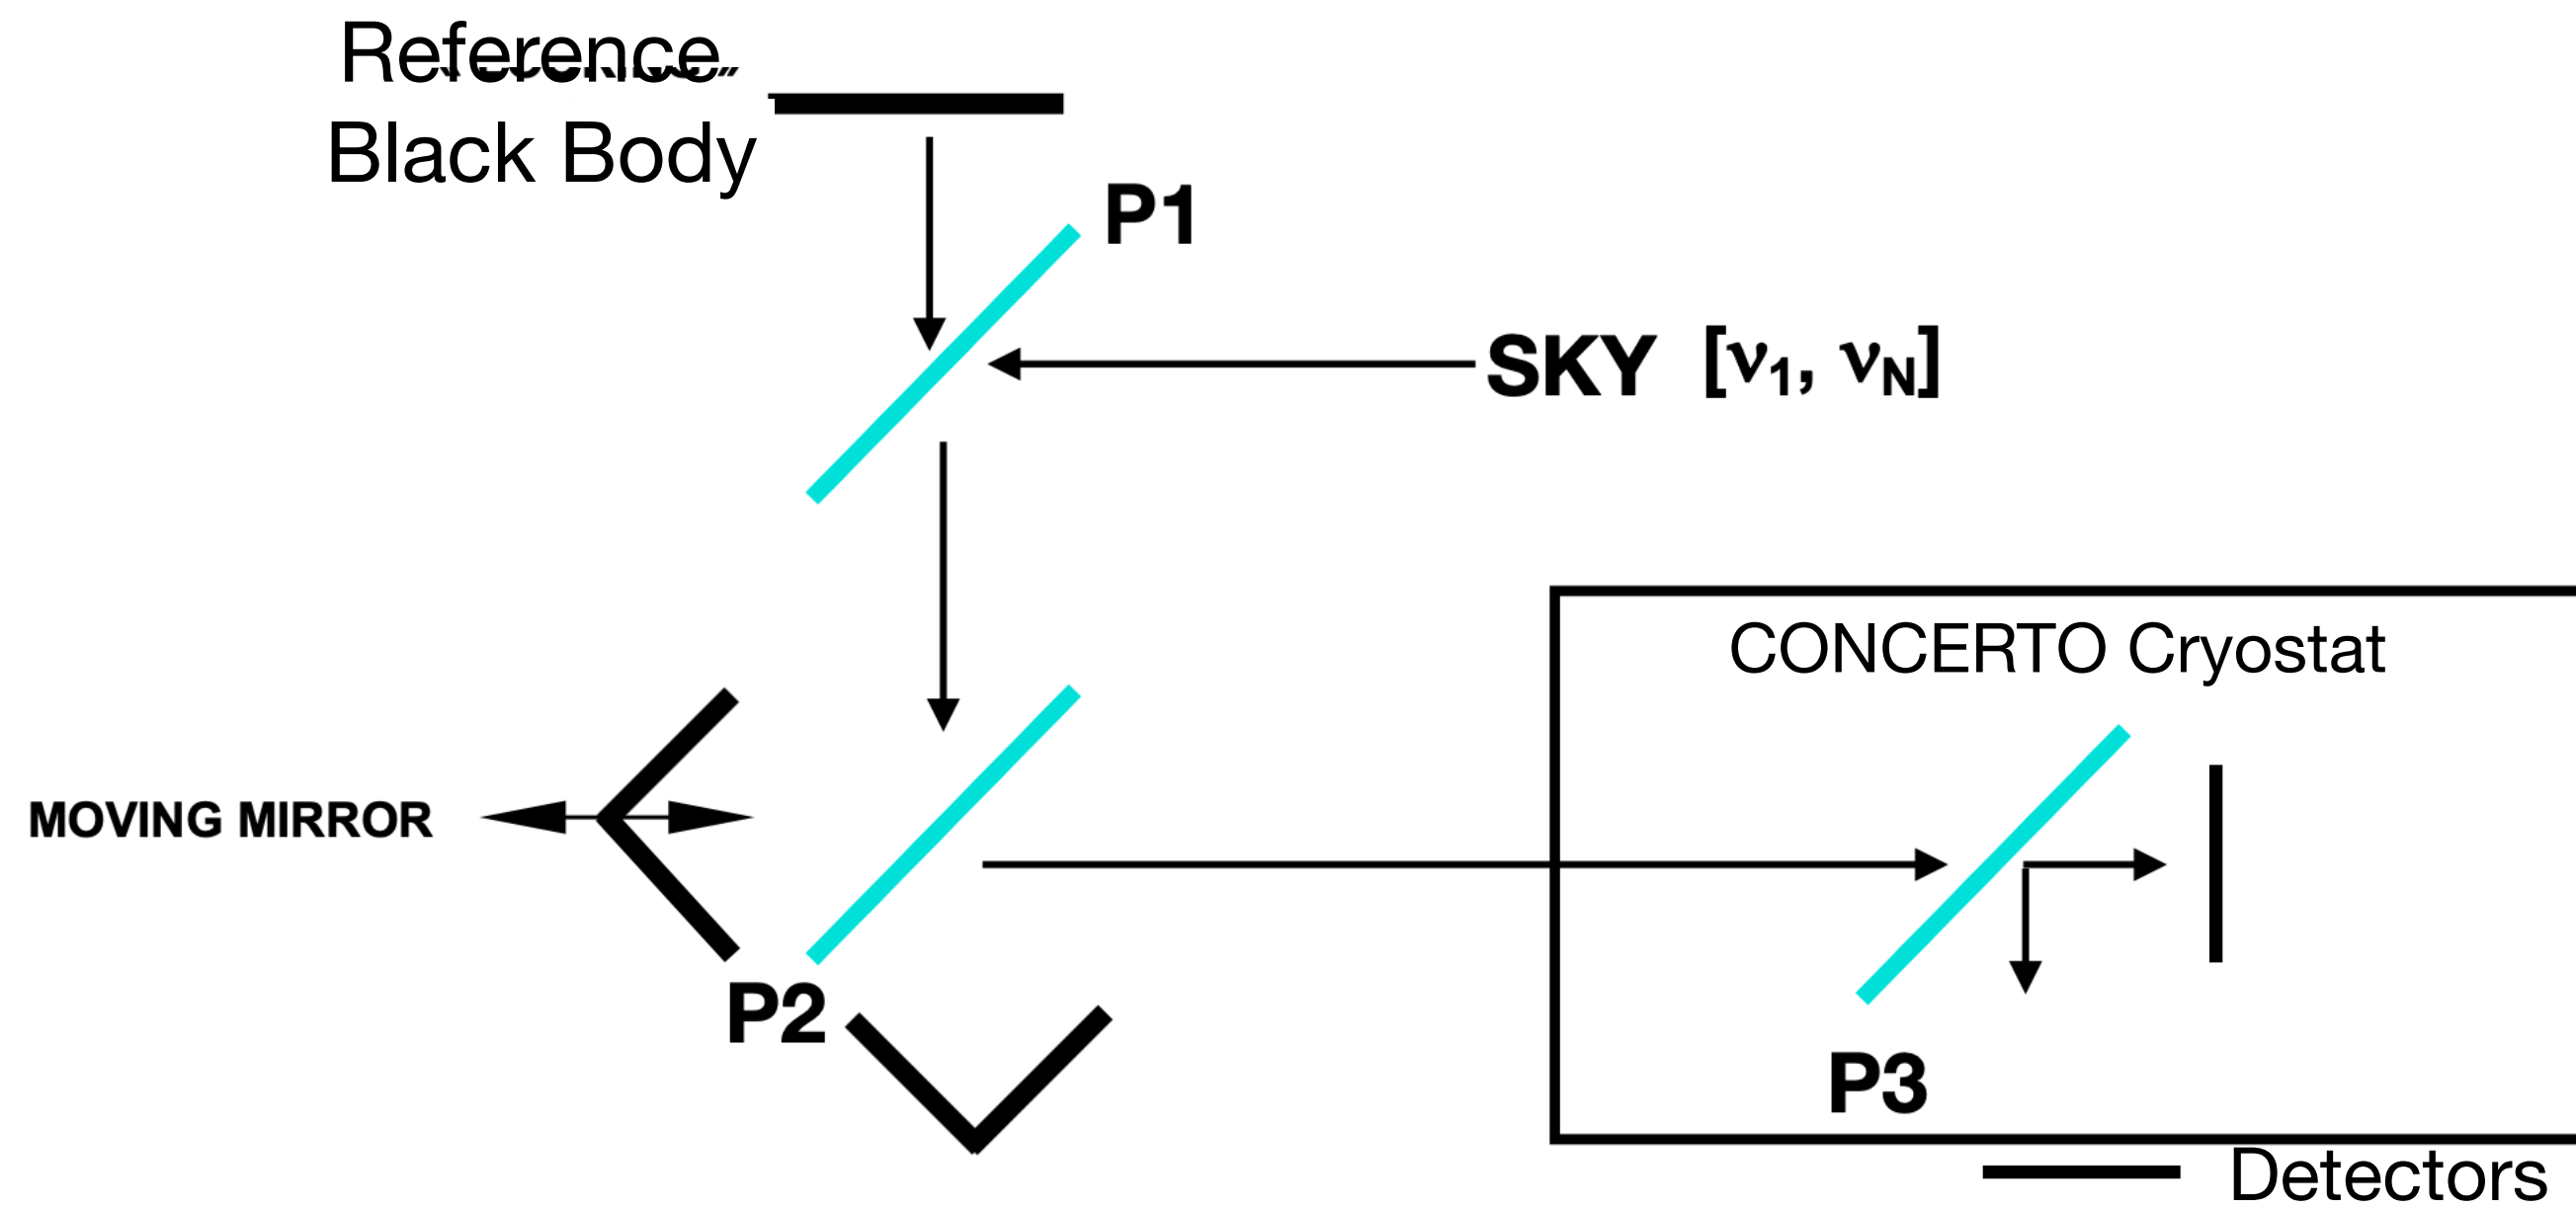 Reference
Black Body
P1
SKY [ν1, νN]
CONCERTO Cryostat
MOVING MIRROR
P2
P3
Detectors